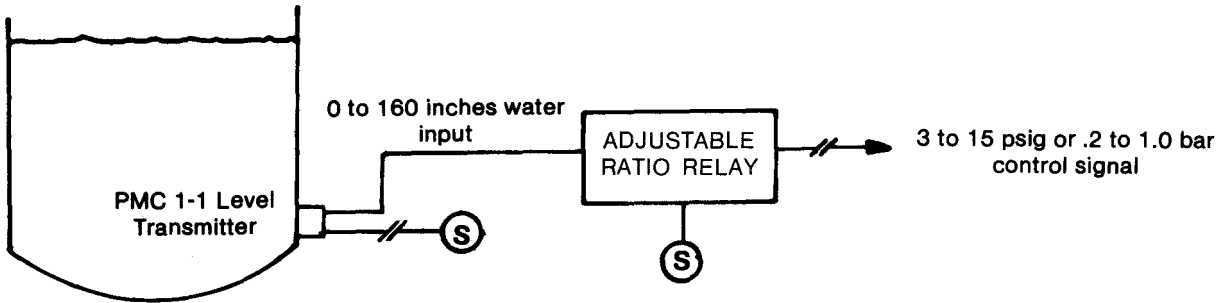 0 to 160 inches water
input
ADJUSTABLE
RATIO RELAY
3 to 15 psig or .2 to 1.0 bar
control signal
PMC 1-1 Level
Transmitter
S
S